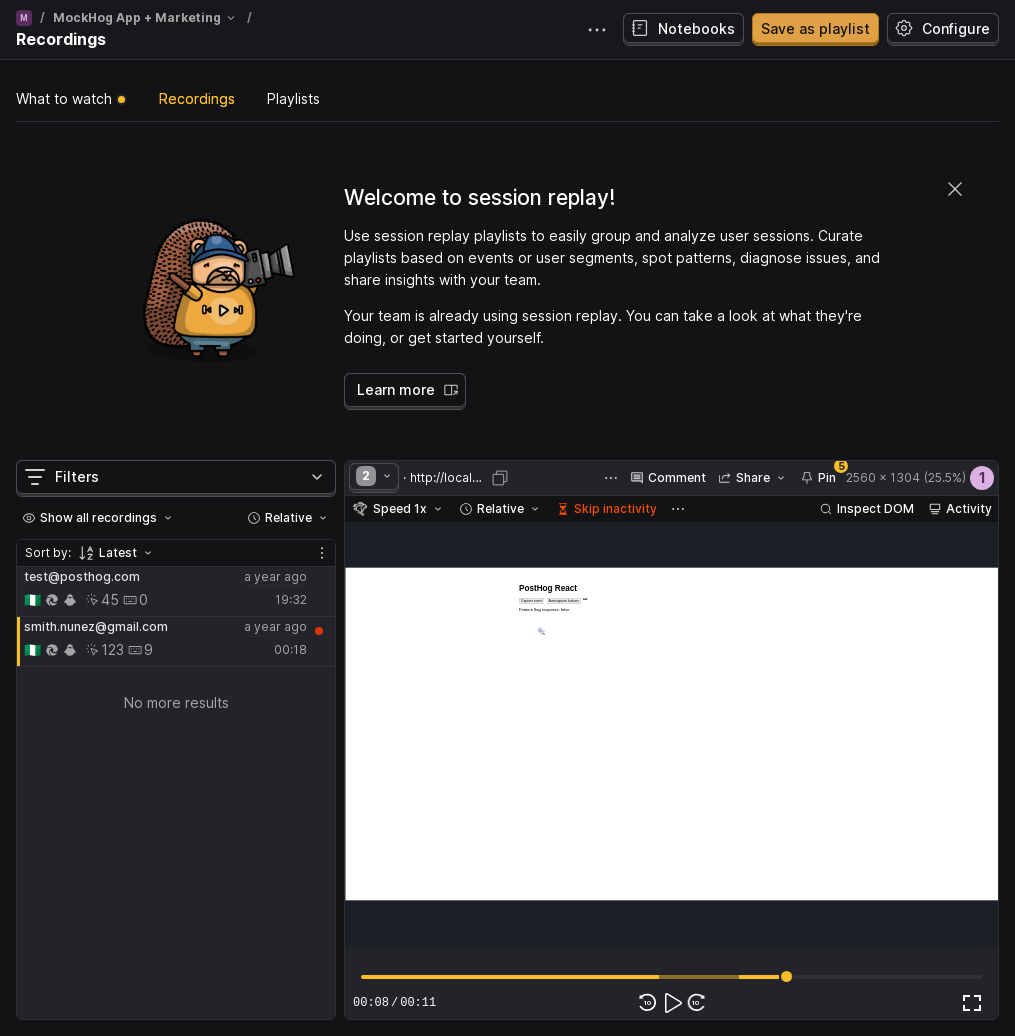 M / MockHog App + Marketing /
Recordings
Notebooks
Save as playlist
Configure
What to watch
Recordings
Playlists
Welcome to session replay!
Use session replay playlists to easily group and analyze user sessions. Curate
playlists based on events or user segments, spot patterns, diagnose issues, and
share insights with your team.
Your team is already using session replay. You can take a look at what they're
doing, or get started yourself.
Learn more
Filters
Show all recordings
Relative
Sort by: Latest
test@posthog.com a year ago
45 0 19:32
smith.nunez@gmail.com a year ago
123 9 00:18
No more results
2 · http://local... ··· Comment Share Pin 5 2560 × 1304 (25.5%) 1
Speed 1x Relative Skip inactivity ··· Inspect DOM Activity
PostHog React
Capture event Autocapture buttons
Feature flag response: false
00:08 / 00:11
10 10